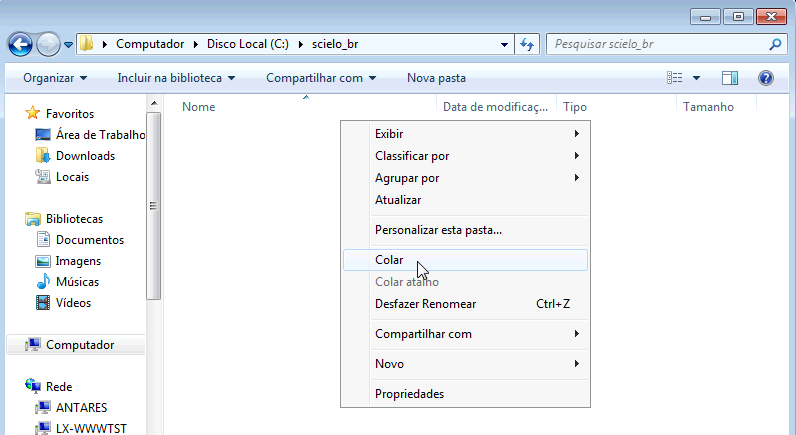 Computador Disco Local (C:) scielo_br Pesquisar scielo_br
Organizar Incluir na biblioteca Compartilhar com Nova pasta
Nome Data de modificaç... Tipo Tamanho
Favoritos
Área de Trabalho
Downloads
Locais
Bibliotecas
Documentos
Imagens
Músicas
Vídeos
Computador
Rede
ANTARES
LX-WWWTST
Exibir
Classificar por
Agrupar por
Atualizar
Personalizar esta pasta...
Colar
Colar atalho
Desfazer Renomear Ctrl+Z
Compartilhar com
Novo
Propriedades